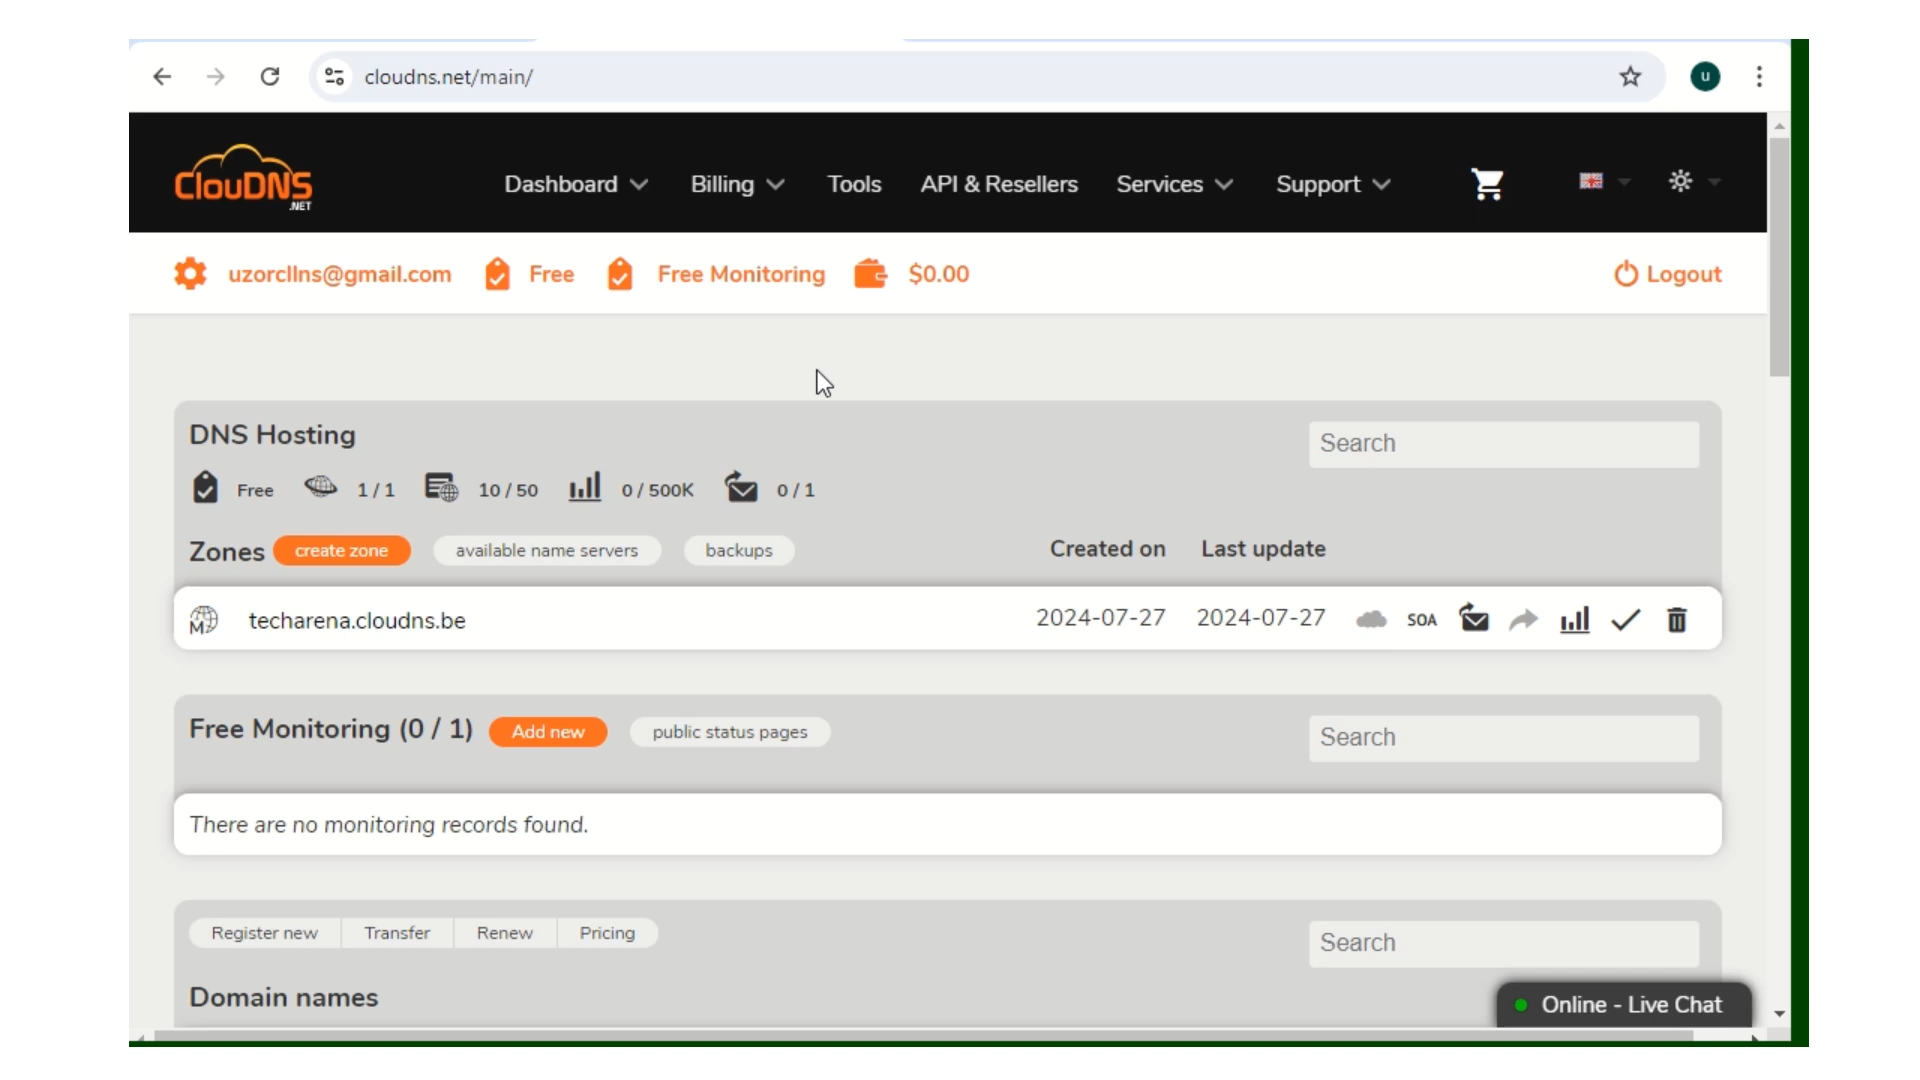 cloudns.net/main/
u
ClouDNS
.NET
Dashboard Billing Tools API & Resellers Services Support
uzorcllns@gmail.com Free Free Monitoring $0.00 Logout
DNS Hosting
Search
Free 1 / 1 10 / 50 0 / 500K 0 / 1
Zones create zone available name servers backups Created on Last update
M techarena.cloudns.be 2024-07-27 2024-07-27 SOA
Free Monitoring (0 / 1) Add new public status pages Search
There are no monitoring records found.
Register new Transfer Renew Pricing Search
Domain names
Online - Live Chat